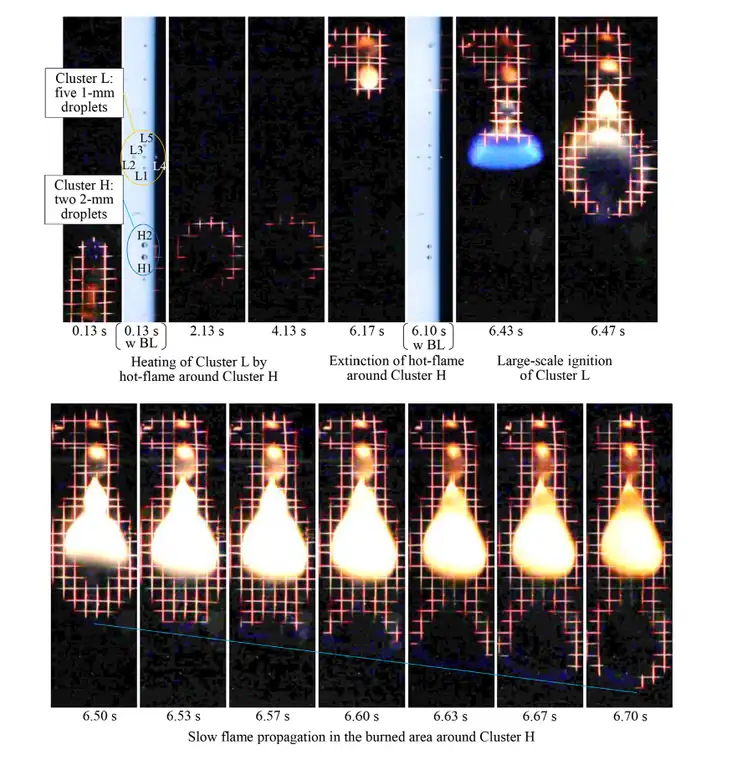 Cluster L:
five 1-mm
droplets
L5
L3
L2
L4
L1
Cluster H:
two 2-mm
droplets
H2
H1
0.13 s
0.13 s
w BL
2.13 s
4.13 s
6.17 s
6.10 s
w BL
6.43 s
6.47 s
Heating of Cluster L by
hot-flame around Cluster H
Extinction of hot-flame
around Cluster H
Large-scale ignition
of Cluster L
6.50 s
6.53 s
6.57 s
6.60 s
6.63 s
6.67 s
6.70 s
Slow flame propagation in the burned area around Cluster H